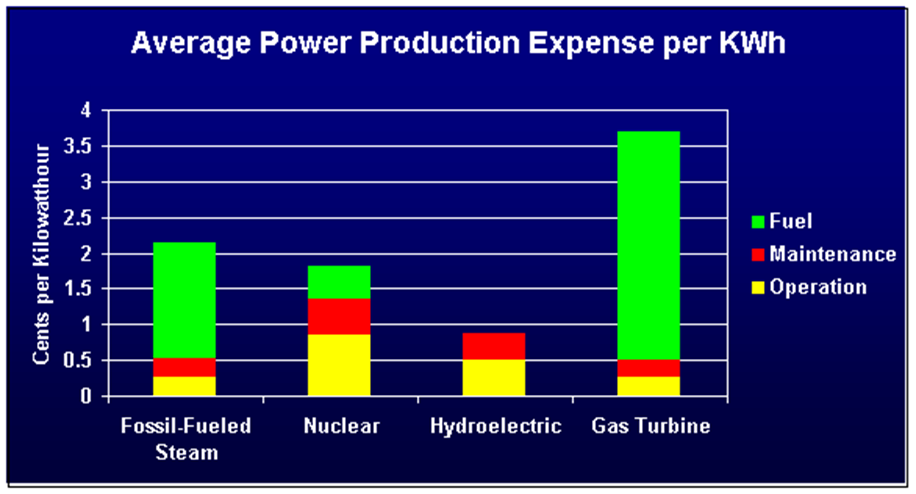 Average Power Production Expense per KWh
Cents per Kilowatthour
4
3.5
3
2.5
2
1.5
1
0.5
0
Fossil-Fueled
Steam
Nuclear
Hydroelectric
Gas Turbine
Fuel
Maintenance
Operation